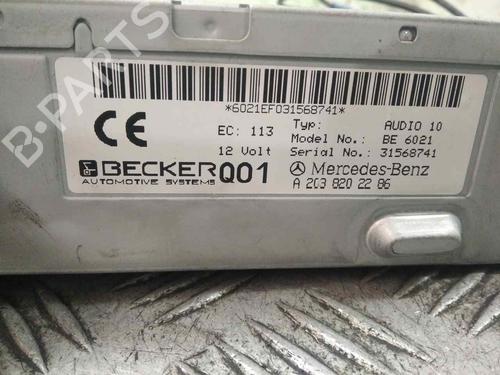 B-PARTS
*6021EF031568741*
CE
EC: 113
Typ: AUDIO 10
Model No.: BE 6021
12 Volt
Serial No.: 31568741
BECKER
AUTOMOTIVE SYSTEMS
Q01
Mercedes-Benz
A 203 820 22 86